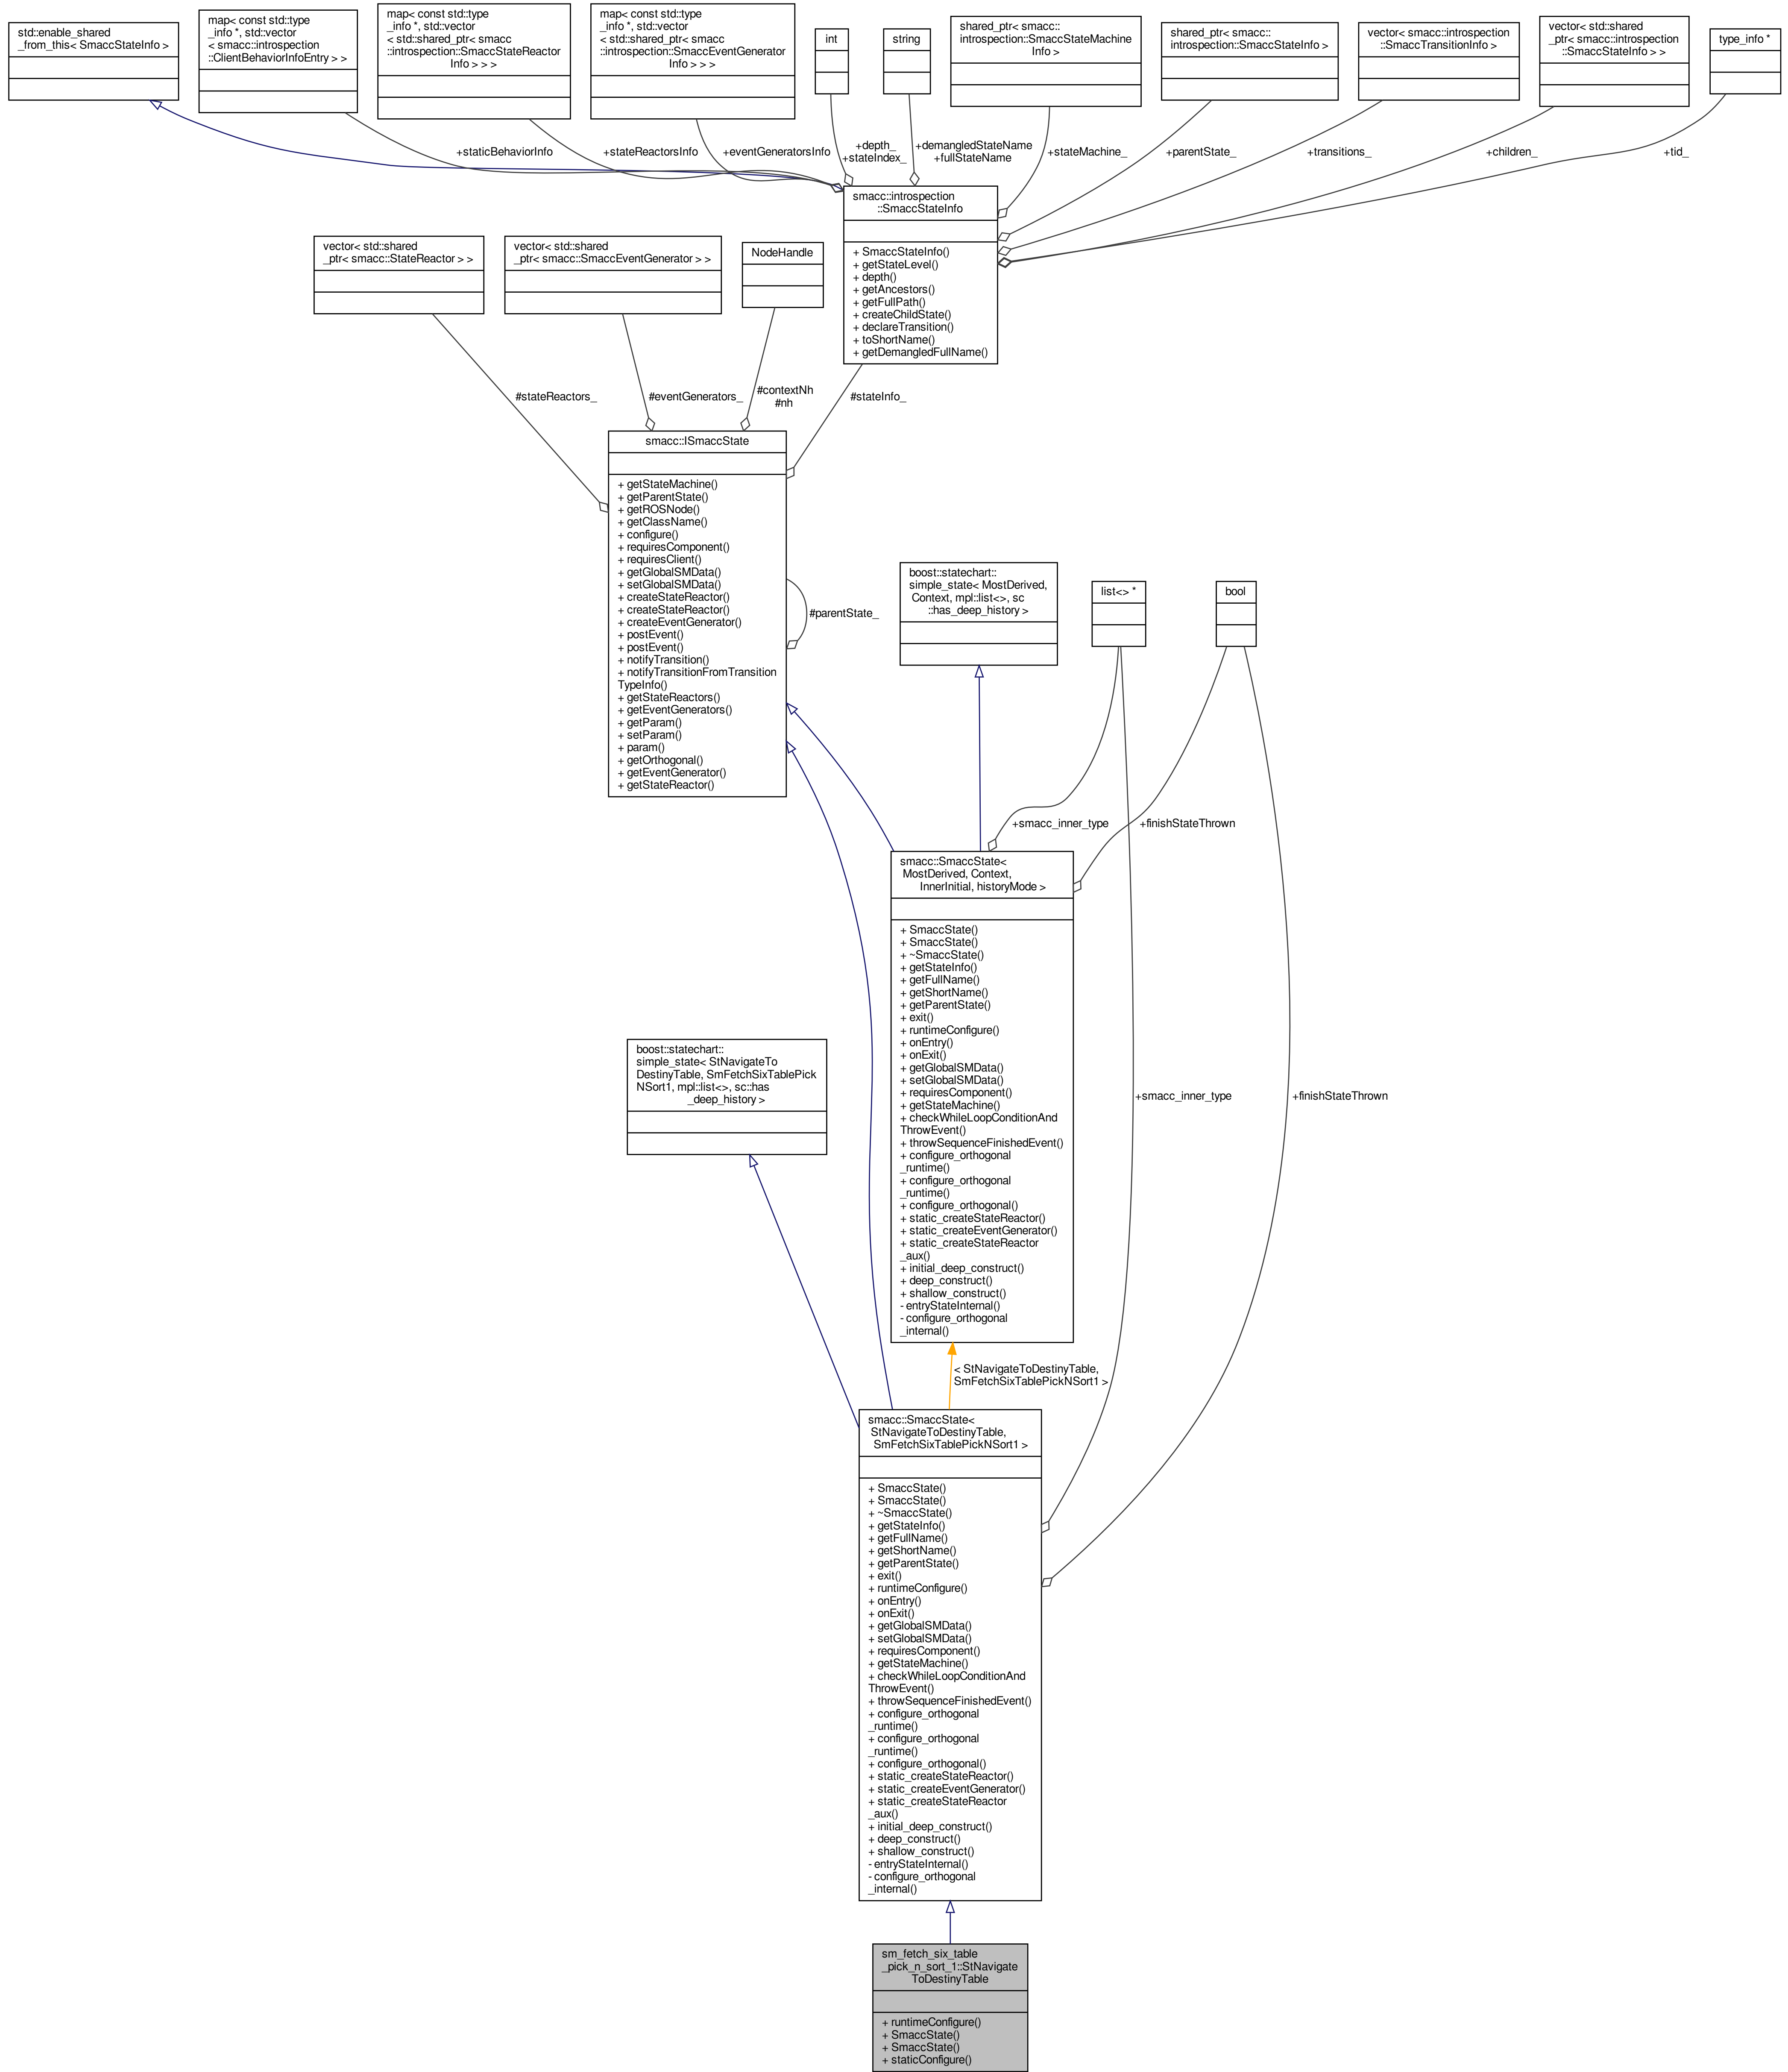 std::enable_shared
_from_this< SmaccStateInfo >
map< const std::type
_info *, std::vector
< smacc::introspection
::ClientBehaviorInfoEntry > >
map< const std::type
_info *, std::vector
< std::shared_ptr< smacc
::introspection::SmaccStateReactor
Info > > >
map< const std::type
_info *, std::vector
< std::shared_ptr< smacc
::introspection::SmaccEventGenerator
Info > > >
int
string
shared_ptr< smacc::
introspection::SmaccStateMachine
Info >
shared_ptr< smacc::
introspection::SmaccStateInfo >
vector< smacc::introspection
::SmaccTransitionInfo >
vector< std::shared
_ptr< smacc::introspection
::SmaccStateInfo > >
type_info *
+staticBehaviorInfo
+stateReactorsInfo
+eventGeneratorsInfo
+depth_
+stateIndex_
+demangledStateName
+fullStateName
+stateMachine_
+parentState_
+transitions_
+children_
+tid_
smacc::introspection
::SmaccStateInfo
+ SmaccStateInfo()
+ getStateLevel()
+ depth()
+ getAncestors()
+ getFullPath()
+ createChildState()
+ declareTransition()
+ toShortName()
+ getDemangledFullName()
vector< std::shared
_ptr< smacc::StateReactor > >
vector< std::shared
_ptr< smacc::SmaccEventGenerator > >
NodeHandle
#stateReactors_
#eventGenerators_
#contextNh
#nh
#stateInfo_
smacc::ISmaccState
+ getStateMachine()
+ getParentState()
+ getROSNode()
+ getClassName()
+ configure()
+ requiresComponent()
+ requiresClient()
+ getGlobalSMData()
+ setGlobalSMData()
+ createStateReactor()
+ createStateReactor()
+ createEventGenerator()
+ postEvent()
+ postEvent()
+ notifyTransition()
+ notifyTransitionFromTransition
TypeInfo()
+ getStateReactors()
+ getEventGenerators()
+ getParam()
+ setParam()
+ param()
+ getOrthogonal()
+ getEventGenerator()
+ getStateReactor()
#parentState_
boost::statechart::
simple_state< MostDerived,
Context, mpl::list<>, sc
::has_deep_history >
list<> *
bool
+smacc_inner_type
+finishStateThrown
smacc::SmaccState<
MostDerived, Context,
InnerInitial, historyMode >
+ SmaccState()
+ SmaccState()
+ ~SmaccState()
+ getStateInfo()
+ getFullName()
+ getShortName()
+ getParentState()
+ exit()
+ runtimeConfigure()
+ onEntry()
+ onExit()
+ getGlobalSMData()
+ setGlobalSMData()
+ requiresComponent()
+ getStateMachine()
+ checkWhileLoopConditionAnd
ThrowEvent()
+ throwSequenceFinishedEvent()
+ configure_orthogonal
_runtime()
+ configure_orthogonal
_runtime()
+ configure_orthogonal()
+ static_createStateReactor()
+ static_createEventGenerator()
+ static_createStateReactor
_aux()
+ initial_deep_construct()
+ deep_construct()
+ shallow_construct()
- entryStateInternal()
- configure_orthogonal
_internal()
boost::statechart::
simple_state< StNavigateTo
DestinyTable, SmFetchSixTablePick
NSort1, mpl::list<>, sc::has
_deep_history >
+smacc_inner_type
+finishStateThrown
< StNavigateToDestinyTable,
SmFetchSixTablePickNSort1 >
smacc::SmaccState<
StNavigateToDestinyTable,
SmFetchSixTablePickNSort1 >
+ SmaccState()
+ SmaccState()
+ ~SmaccState()
+ getStateInfo()
+ getFullName()
+ getShortName()
+ getParentState()
+ exit()
+ runtimeConfigure()
+ onEntry()
+ onExit()
+ getGlobalSMData()
+ setGlobalSMData()
+ requiresComponent()
+ getStateMachine()
+ checkWhileLoopConditionAnd
ThrowEvent()
+ throwSequenceFinishedEvent()
+ configure_orthogonal
_runtime()
+ configure_orthogonal
_runtime()
+ configure_orthogonal()
+ static_createStateReactor()
+ static_createEventGenerator()
+ static_createStateReactor
_aux()
+ initial_deep_construct()
+ deep_construct()
+ shallow_construct()
- entryStateInternal()
- configure_orthogonal
_internal()
sm_fetch_six_table
_pick_n_sort_1::StNavigate
ToDestinyTable
+ runtimeConfigure()
+ SmaccState()
+ SmaccState()
+ staticConfigure()